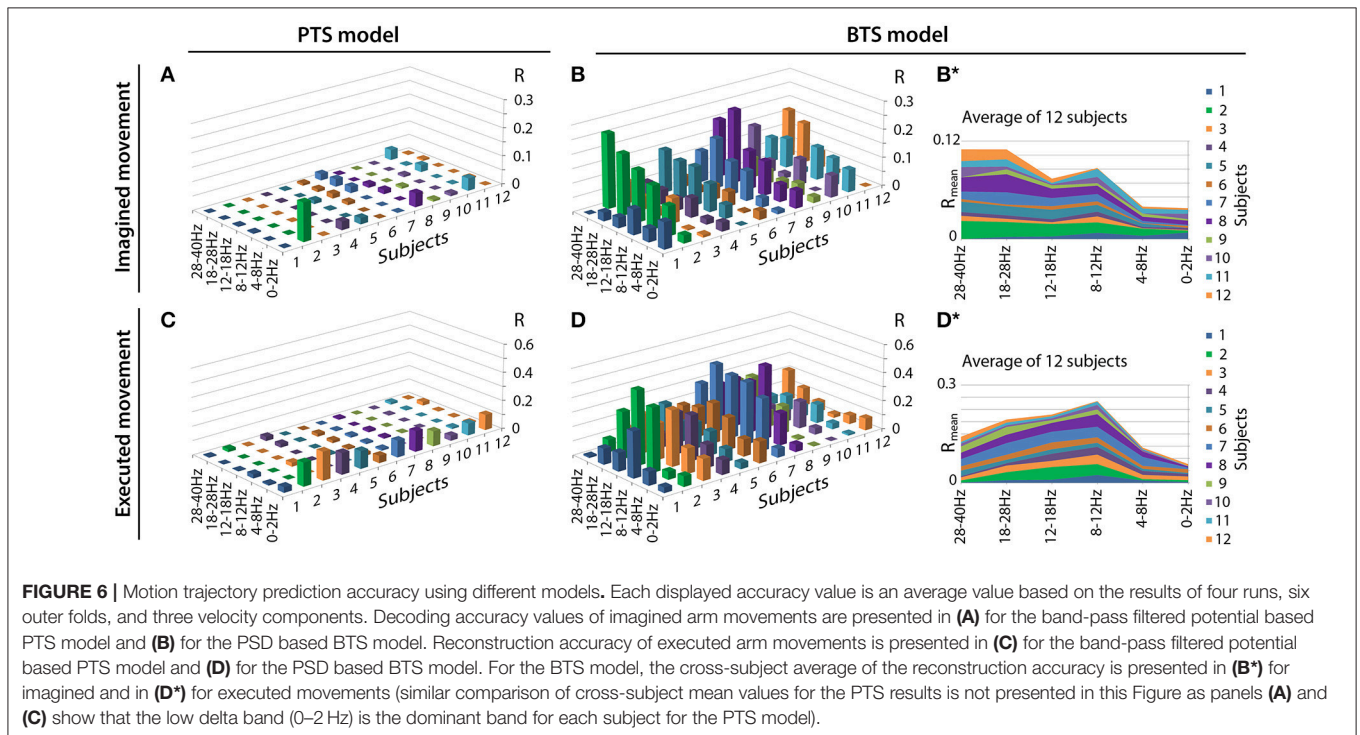 PTS model
BTS model
Imagined movement
A
R
0.3
0.2
0.1
0
28-40Hz
18-28Hz
12-18Hz
8-12Hz
4-8Hz
0-2Hz
1
2
3
4
5
6
7
8
9
10
11
12
Subjects
B
R
0.3
0.2
0.1
0
28-40Hz
18-28Hz
12-18Hz
8-12Hz
4-8Hz
0-2Hz
1
2
3
4
5
6
7
8
9
10
11
12
Subjects
B*
Average of 12 subjects
0.12
Rmean
0
28-40Hz
18-28Hz
12-18Hz
8-12Hz
4-8Hz
0-2Hz
Subjects
1
2
3
4
5
6
7
8
9
10
11
12
Executed movement
C
R
0.6
0.4
0.2
0
28-40Hz
18-28Hz
12-18Hz
8-12Hz
4-8Hz
0-2Hz
1
2
3
4
5
6
7
8
9
10
11
12
Subjects
D
R
0.6
0.4
0.2
0
28-40Hz
18-28Hz
12-18Hz
8-12Hz
4-8Hz
0-2Hz
1
2
3
4
5
6
7
8
9
10
11
12
Subjects
D*
Average of 12 subjects
0.3
Rmean
0
28-40Hz
18-28Hz
12-18Hz
8-12Hz
4-8Hz
0-2Hz
Subjects
1
2
3
4
5
6
7
8
9
10
11
12
FIGURE 6 | Motion trajectory prediction accuracy using different models. Each displayed accuracy value is an average value based on the results of four runs, six
outer folds, and three velocity components. Decoding accuracy values of imagined arm movements are presented in (A) for the band-pass filtered potential based
PTS model and (B) for the PSD based BTS model. Reconstruction accuracy of executed arm movements is presented in (C) for the band-pass filtered potential
based PTS model and (D) for the PSD based BTS model. For the BTS model, the cross-subject average of the reconstruction accuracy is presented in (B*) for
imagined and in (D*) for executed movements (similar comparison of cross-subject mean values for the PTS results is not presented in this Figure as panels (A) and
(C) show that the low delta band (0–2 Hz) is the dominant band for each subject for the PTS model).